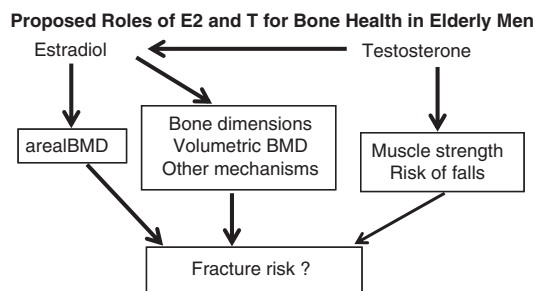 Proposed Roles of E2 and T for Bone Health in Elderly Men
Estradiol
Testosterone
arealBMD
Bone dimensions
Volumetric BMD
Other mechanisms
Muscle strength
Risk of falls
Fracture risk ?